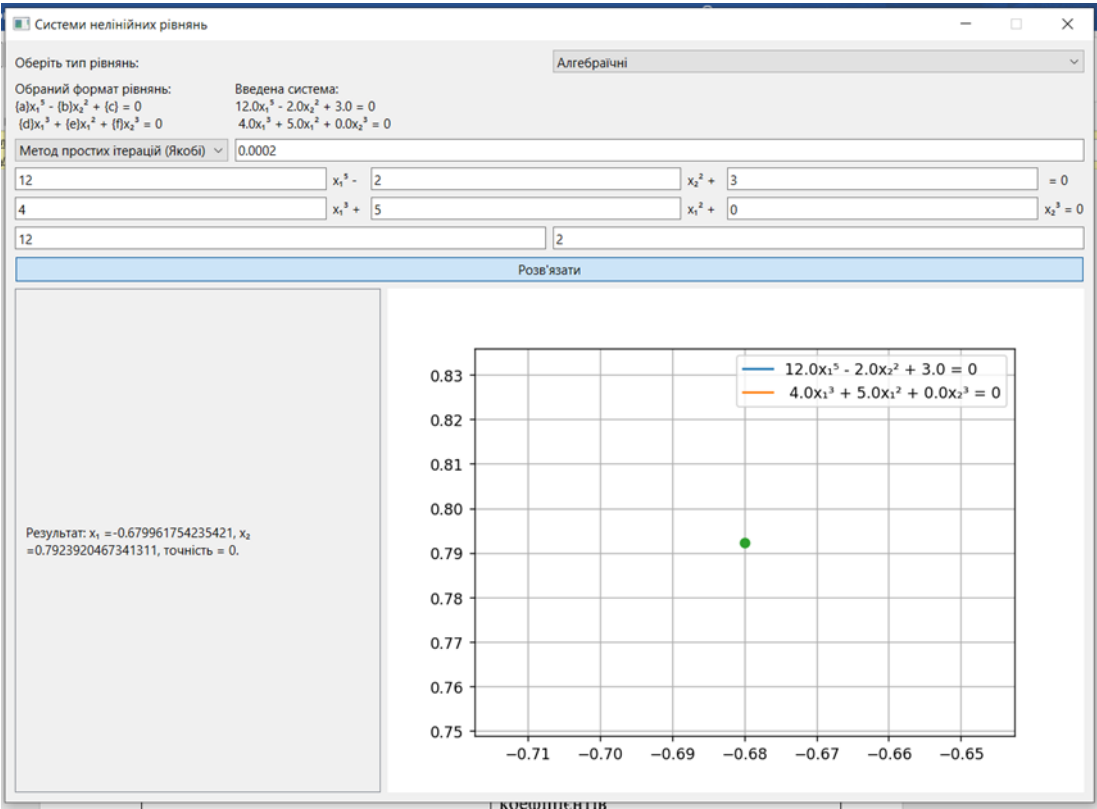 Системи нелінійних рівнянь
Оберіть тип рівнянь:
Алгебраїчні
Обраний формат рівнянь:
{a}x₁⁵ - {b}x₂² + {c} = 0
{d}x₁³ + {e}x₁² + {f}x₂³ = 0
Введена система:
12.0x₁⁵ - 2.0x₂² + 3.0 = 0
4.0x₁³ + 5.0x₁² + 0.0x₂³ = 0
Метод простих ітерацій (Якобі)
0.0002
12 x₁⁵ - 2 x₂² + 3 = 0
4 x₁³ + 5 x₁² + 0 x₂³ = 0
12 2
Розв'язати
Результат: x₁ =-0.679961754235421, x₂
=0.7923920467341311, точність = 0.
12.0x₁⁵ - 2.0x₂² + 3.0 = 0
4.0x₁³ + 5.0x₁² + 0.0x₂³ = 0
0.83
0.82
0.81
0.80
0.79
0.78
0.77
0.76
0.75
−0.71 −0.70 −0.69 −0.68 −0.67 −0.66 −0.65
коефіцієнтів